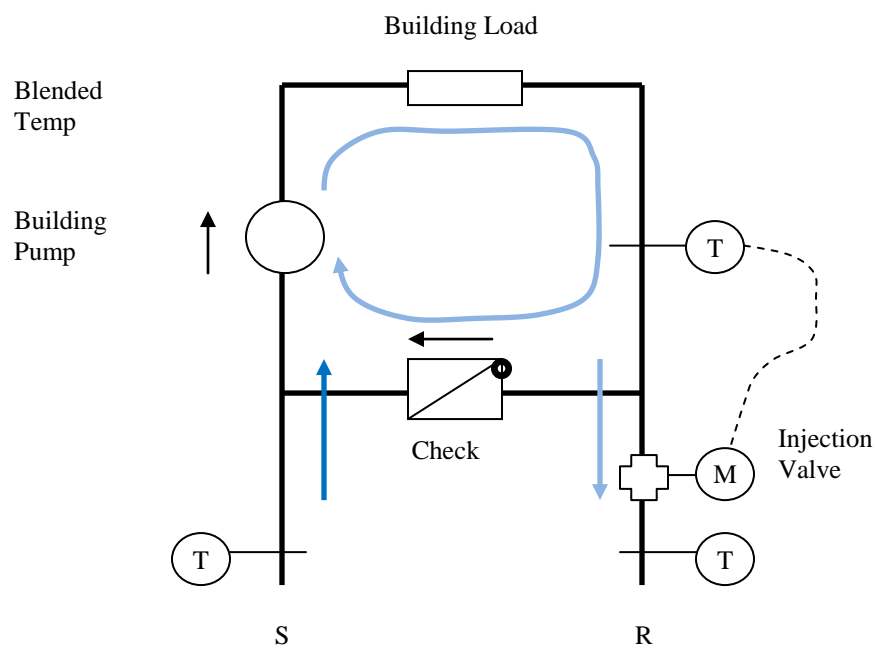 Building Load
Blended
Temp
Building
Pump
T
Check
Injection
Valve
M
T
T
S
R